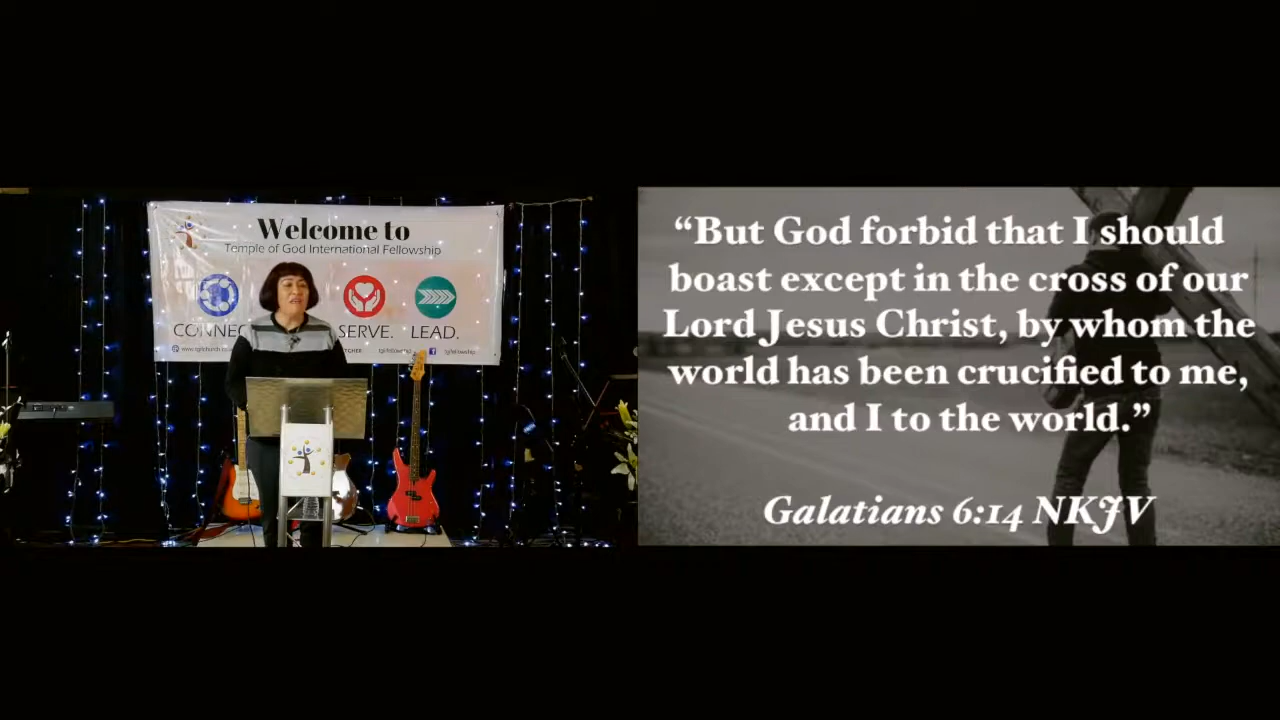 Welcome to
Temple of God International Fellowship
CONNEC
SERVE.
LEAD.
“But God forbid that I should
boast except in the cross of our
Lord Jesus Christ, by whom the
world has been crucified to me,
and I to the world.”
Galatians 6:14 NKJV